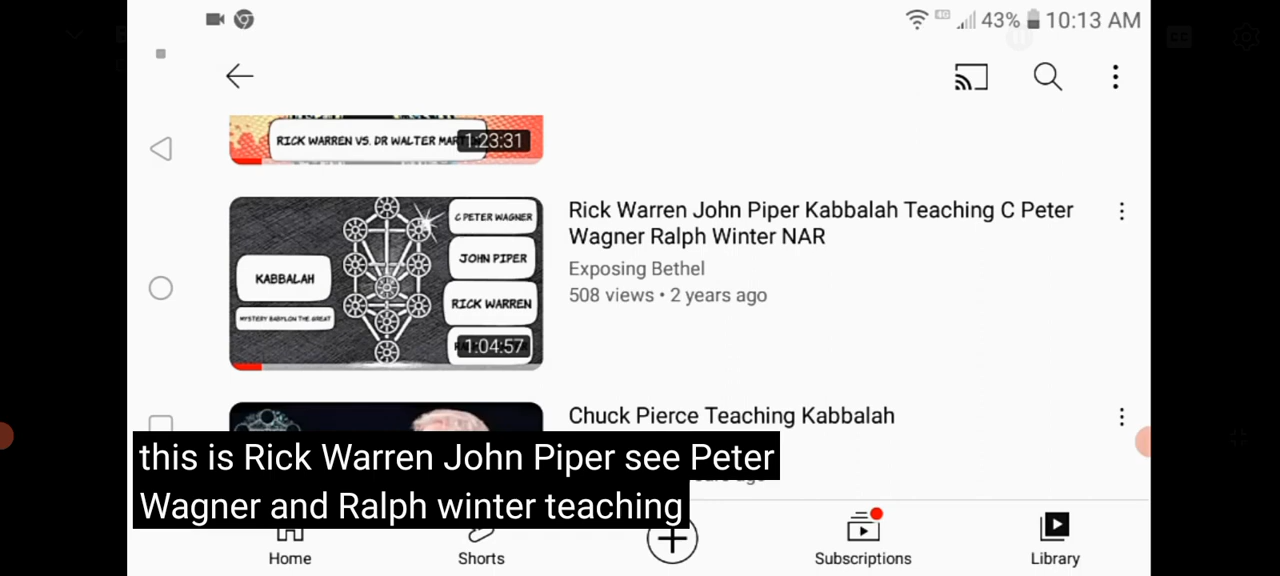 43% 10:13 AM
RICK WARREN VS. DR WALTER
1:23:31
C PETER WAGNER
JOHN PIPER
KABBALAH
RICK WARREN
MYSTERY BABYLON THE GREAT
1:04:57
Rick Warren John Piper Kabbalah Teaching C Peter
Wagner Ralph Winter NAR
Exposing Bethel
508 views • 2 years ago
Chuck Pierce Teaching Kabbalah
this is Rick Warren John Piper see Peter
Wagner and Ralph winter teaching
Home
Shorts
Subscriptions
Library